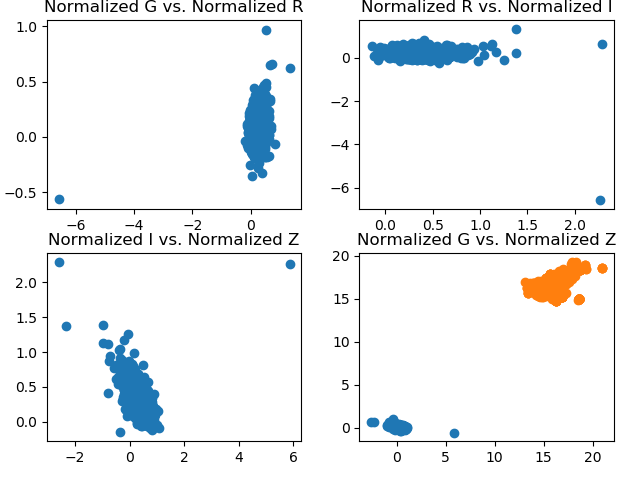 Normalized G vs. Normalized R
1.0
0.5
0.0
−0.5
−6 −4 −2 0
Normalized R vs. Normalized I
0
−2
−4
−6
0.0 0.5 1.0 1.5 2.0
Normalized I vs. Normalized Z
2.0
1.5
1.0
0.5
0.0
−2 0 2 4 6
Normalized G vs. Normalized Z
20
15
10
5
0
0 5 10 15 20